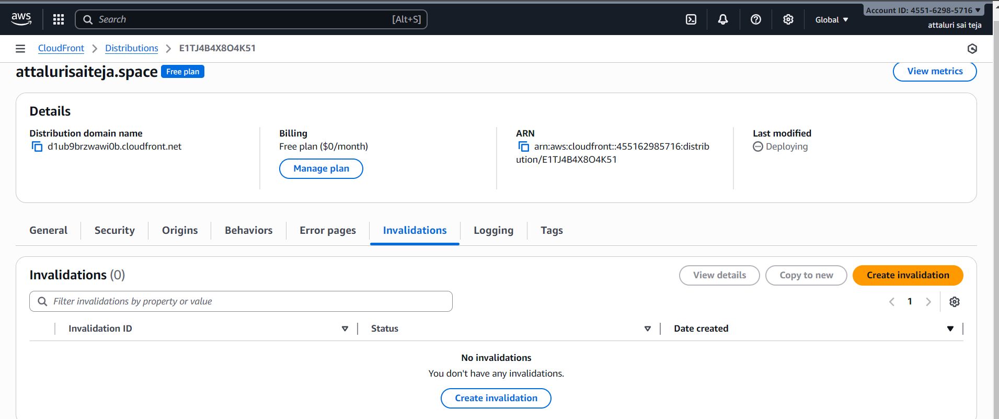 aws
Search
[Alt+S]
Global
Account ID: 4551-6298-5716
attaluri sai teja
CloudFront
Distributions
E1TJ4B4X8O4K51
attalurisaiteja.space
Free plan
View metrics
Details
Distribution domain name
d1ub9brzwawi0b.cloudfront.net
Billing
Free plan ($0/month)
Manage plan
ARN
arn:aws:cloudfront::455162985716:distrib
ution/E1TJ4B4X8O4K51
Last modified
Deploying
General
Security
Origins
Behaviors
Error pages
Invalidations
Logging
Tags
Invalidations (0)
View details
Copy to new
Create invalidation
Filter invalidations by property or value
1
Invalidation ID
Status
Date created
No invalidations
You don't have any invalidations.
Create invalidation